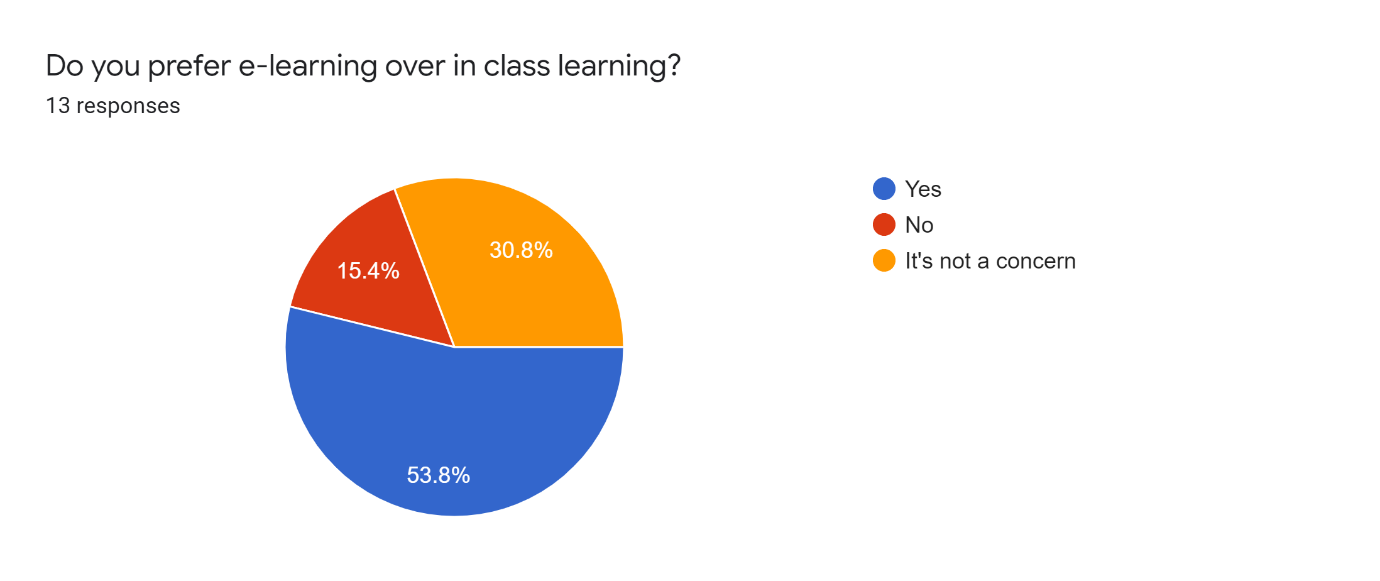 Do you prefer e-learning over in class learning?
13 responses
Yes
No
It's not a concern
30.8%
15.4%
53.8%